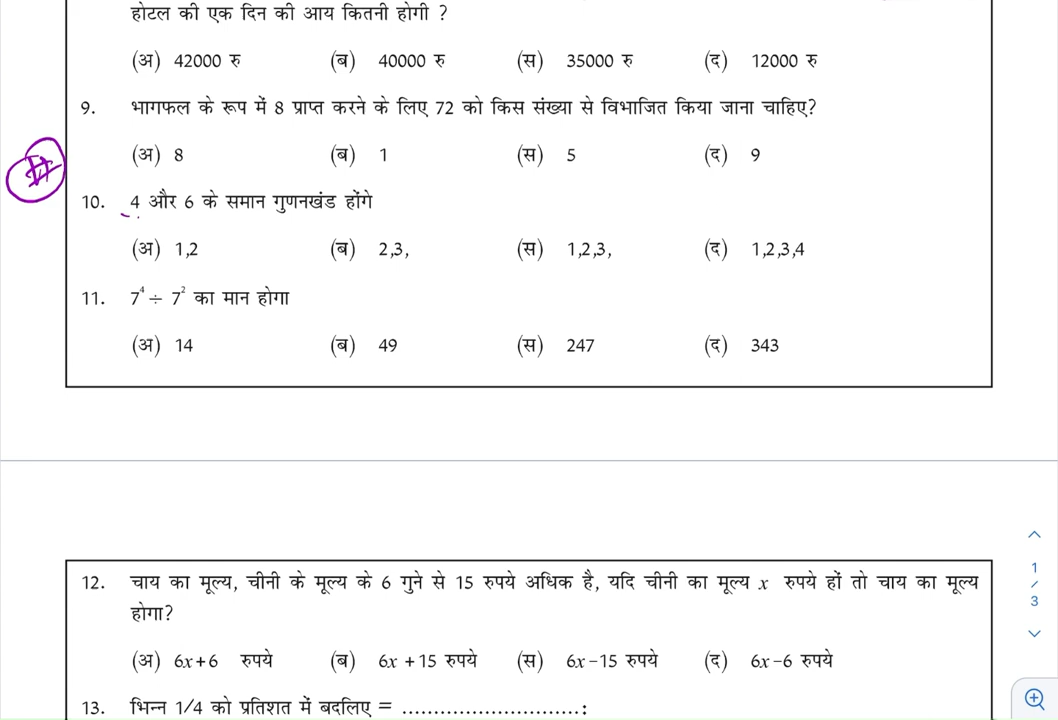 होटल की एक दिन की आय कितनी होगी ?
(अ) 42000 रु (ब) 40000 रु (स) 35000 रु (द) 12000 रु
9. भागफल के रूप में 8 प्राप्त करने के लिए 72 को किस संख्या से विभाजित किया जाना चाहिए?
(अ) 8 (ब) 1 (स) 5 (द) 9
10. 4 और 6 के समान गुणनखंड होंगे
(अ) 1,2 (ब) 2,3, (स) 1,2,3, (द) 1,2,3,4
11. 7⁴ ÷ 7² का मान होगा
(अ) 14 (ब) 49 (स) 247 (द) 343
12. चाय का मूल्य, चीनी के मूल्य के 6 गुने से 15 रुपये अधिक है, यदि चीनी का मूल्य x रुपये हों तो चाय का मूल्य
होगा?
(अ) 6x+6 रुपये (ब) 6x +15 रुपये (स) 6x−15 रुपये (द) 6x−6 रुपये
13. भिन्न 1/4 को प्रतिशत में बदलिए = ............................:
1
/
3